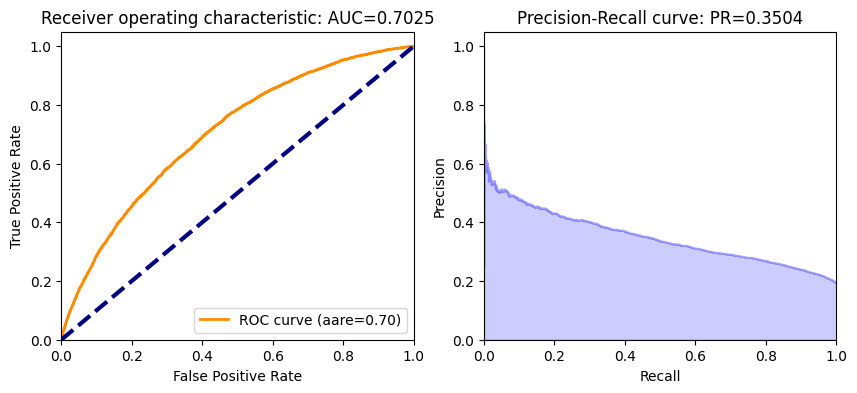 Receiver operating characteristic: AUC=0.7025
True Positive Rate
1.0
0.8
0.6
0.4
0.2
0.0
ROC curve (aare=0.70)
0.0 0.2 0.4 0.6 0.8 1.0
False Positive Rate
Precision-Recall curve: PR=0.3504
Precision
1.0
0.8
0.6
0.4
0.2
0.0
0.0 0.2 0.4 0.6 0.8 1.0
Recall